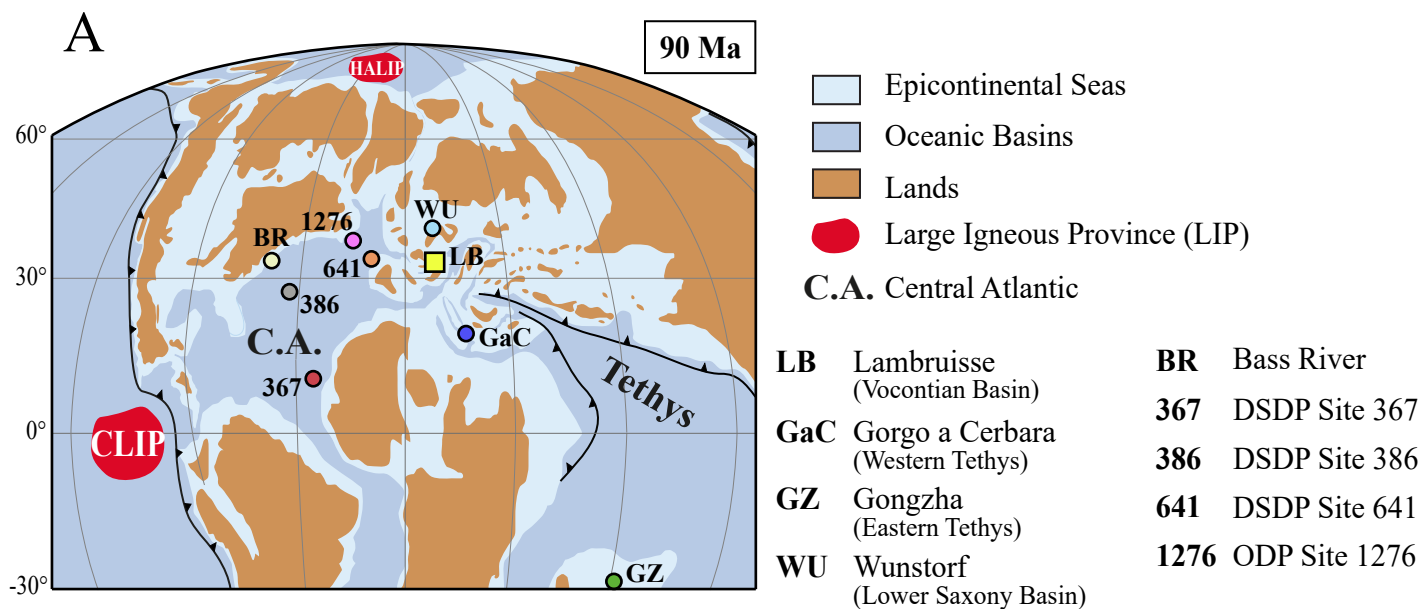 A
90 Ma
HALIP
60°
30°
0°
-30°
1276
WU
BR
641
LB
386
C.A.
GaC
367
Tethys
CLIP
GZ
Epicontinental Seas
Oceanic Basins
Lands
Large Igneous Province (LIP)
C.A. Central Atlantic
LB Lambruisse
(Vocontian Basin)
GaC Gorgo a Cerbara
(Western Tethys)
GZ Gongzha
(Eastern Tethys)
WU Wunstorf
(Lower Saxony Basin)
BR Bass River
367 DSDP Site 367
386 DSDP Site 386
641 DSDP Site 641
1276 ODP Site 1276